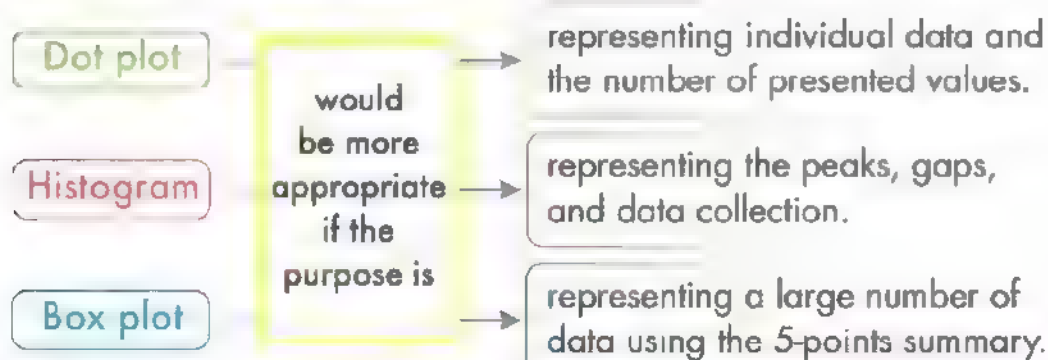 Dot plot
would
be more
appropriate
if the
purpose is
representing individual data and
the number of presented values.
Histogram
representing the peaks, gaps,
and data collection.
Box plot
representing a large number of
data using the 5-points summary.